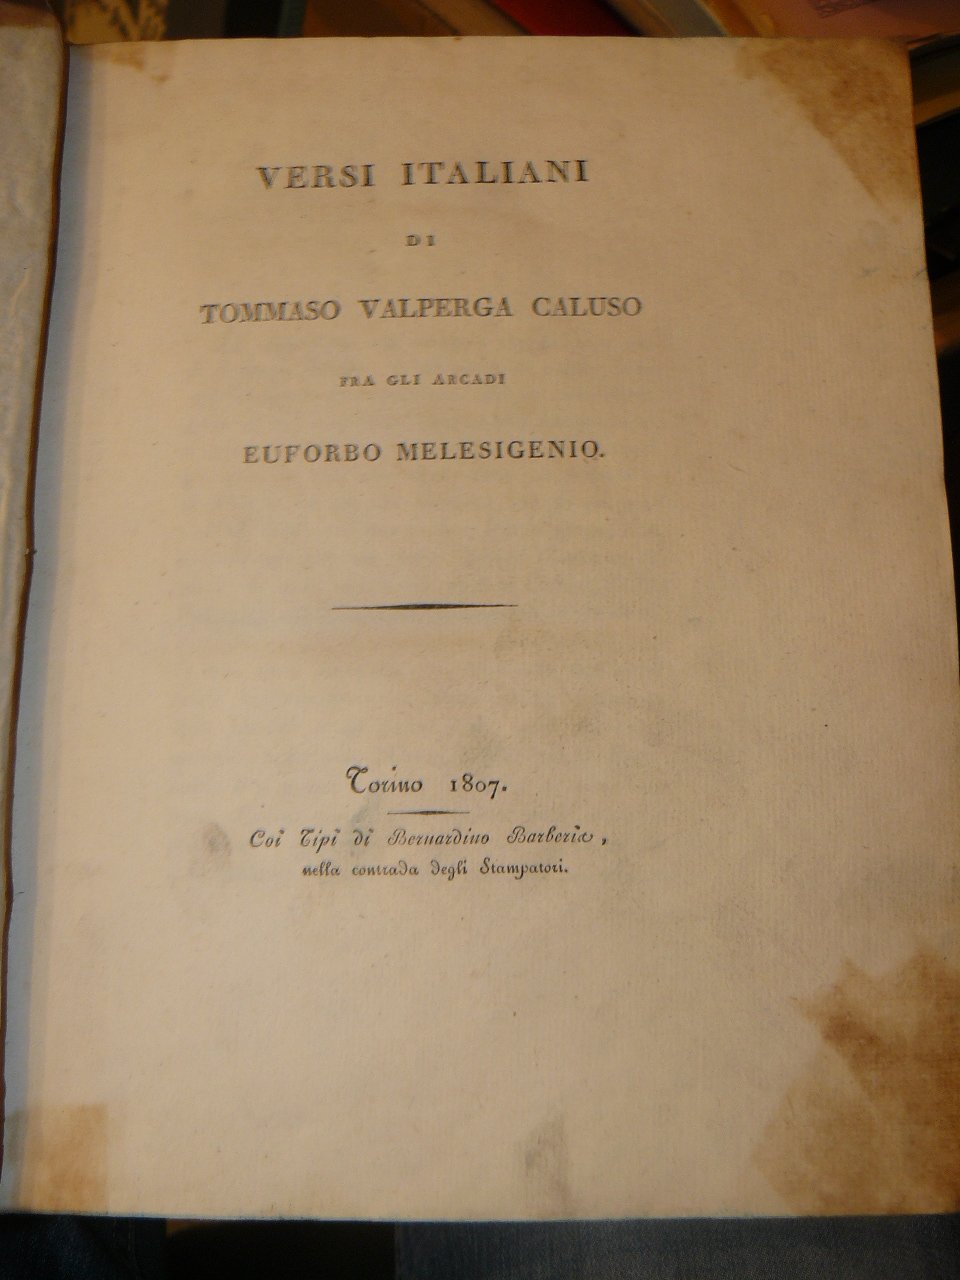 VERSI ITALIANI
DI
TOMMASO VALPERGA CALUSO
FRA GLI ARCADI
EUFORBO MELESIGENIO.
Torino 1807.
Coi Tipi di Bernardino Barberis,
nella contrada degli Stampatori.